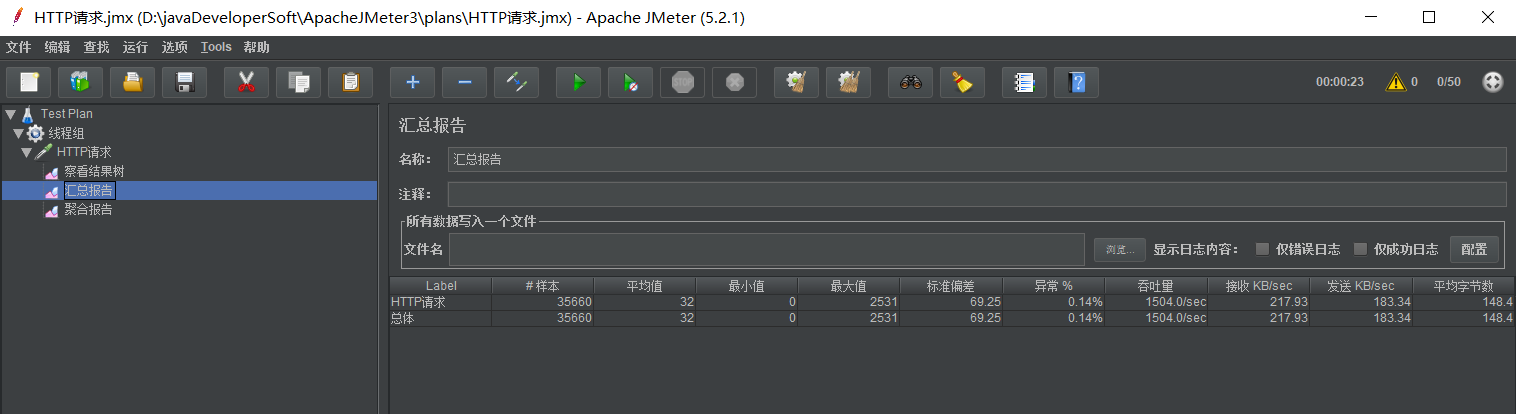 HTTP请求.jmx (D:\javaDeveloperSoft\ApacheJMeter3\plans\HTTP请求.jmx) - Apache JMeter (5.2.1)
文件 编辑 查找 运行 选项 Tools 帮助
STOP 00:00:23 0 0/50
Test Plan
线程组
HTTP请求
察看结果树
汇总报告
聚合报告
汇总报告
名称： 汇总报告
注释：
所有数据写入一个文件
文件名 浏览... 显示日志内容： 仅错误日志 仅成功日志 配置
Label # 样本 平均值 最小值 最大值 标准偏差 异常 % 吞吐量 接收 KB/sec 发送 KB/sec 平均字节数
HTTP请求 35660 32 0 2531 69.25 0.14% 1504.0/sec 217.93 183.34 148.4
总体 35660 32 0 2531 69.25 0.14% 1504.0/sec 217.93 183.34 148.4